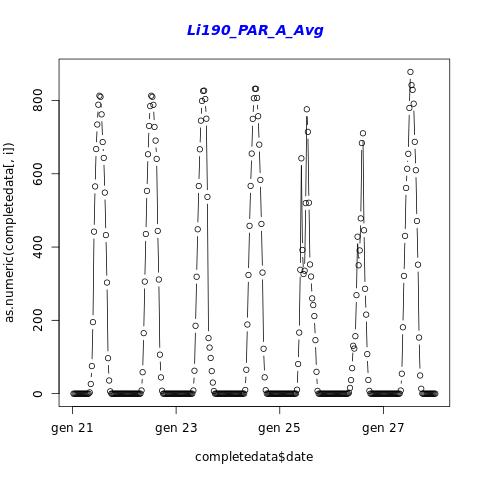 Li190_PAR_A_Avg
as.numeric(completedata[, i])
800
600
400
200
0
gen 21
gen 23
gen 25
gen 27
completedata$date